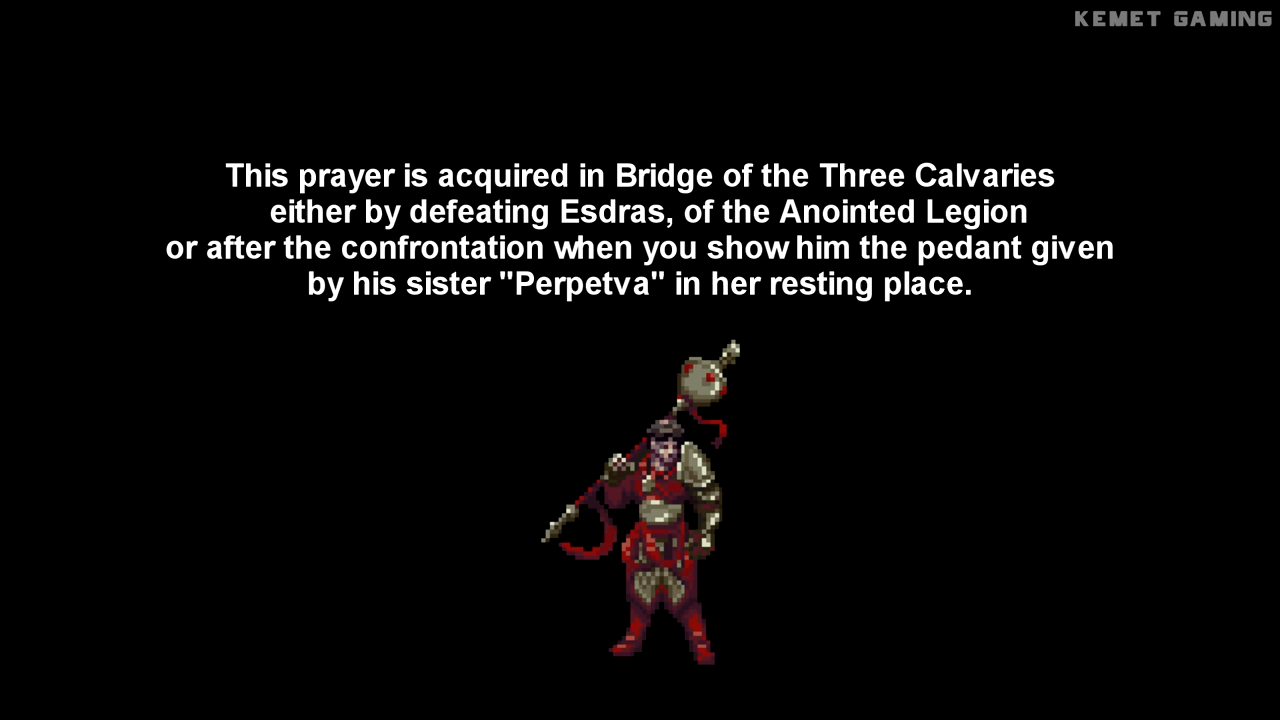 KEMET GAMING
This prayer is acquired in Bridge of the Three Calvaries
either by defeating Esdras, of the Anointed Legion
or after the confrontation when you show him the pedant given
by his sister "Perpetva" in her resting place.